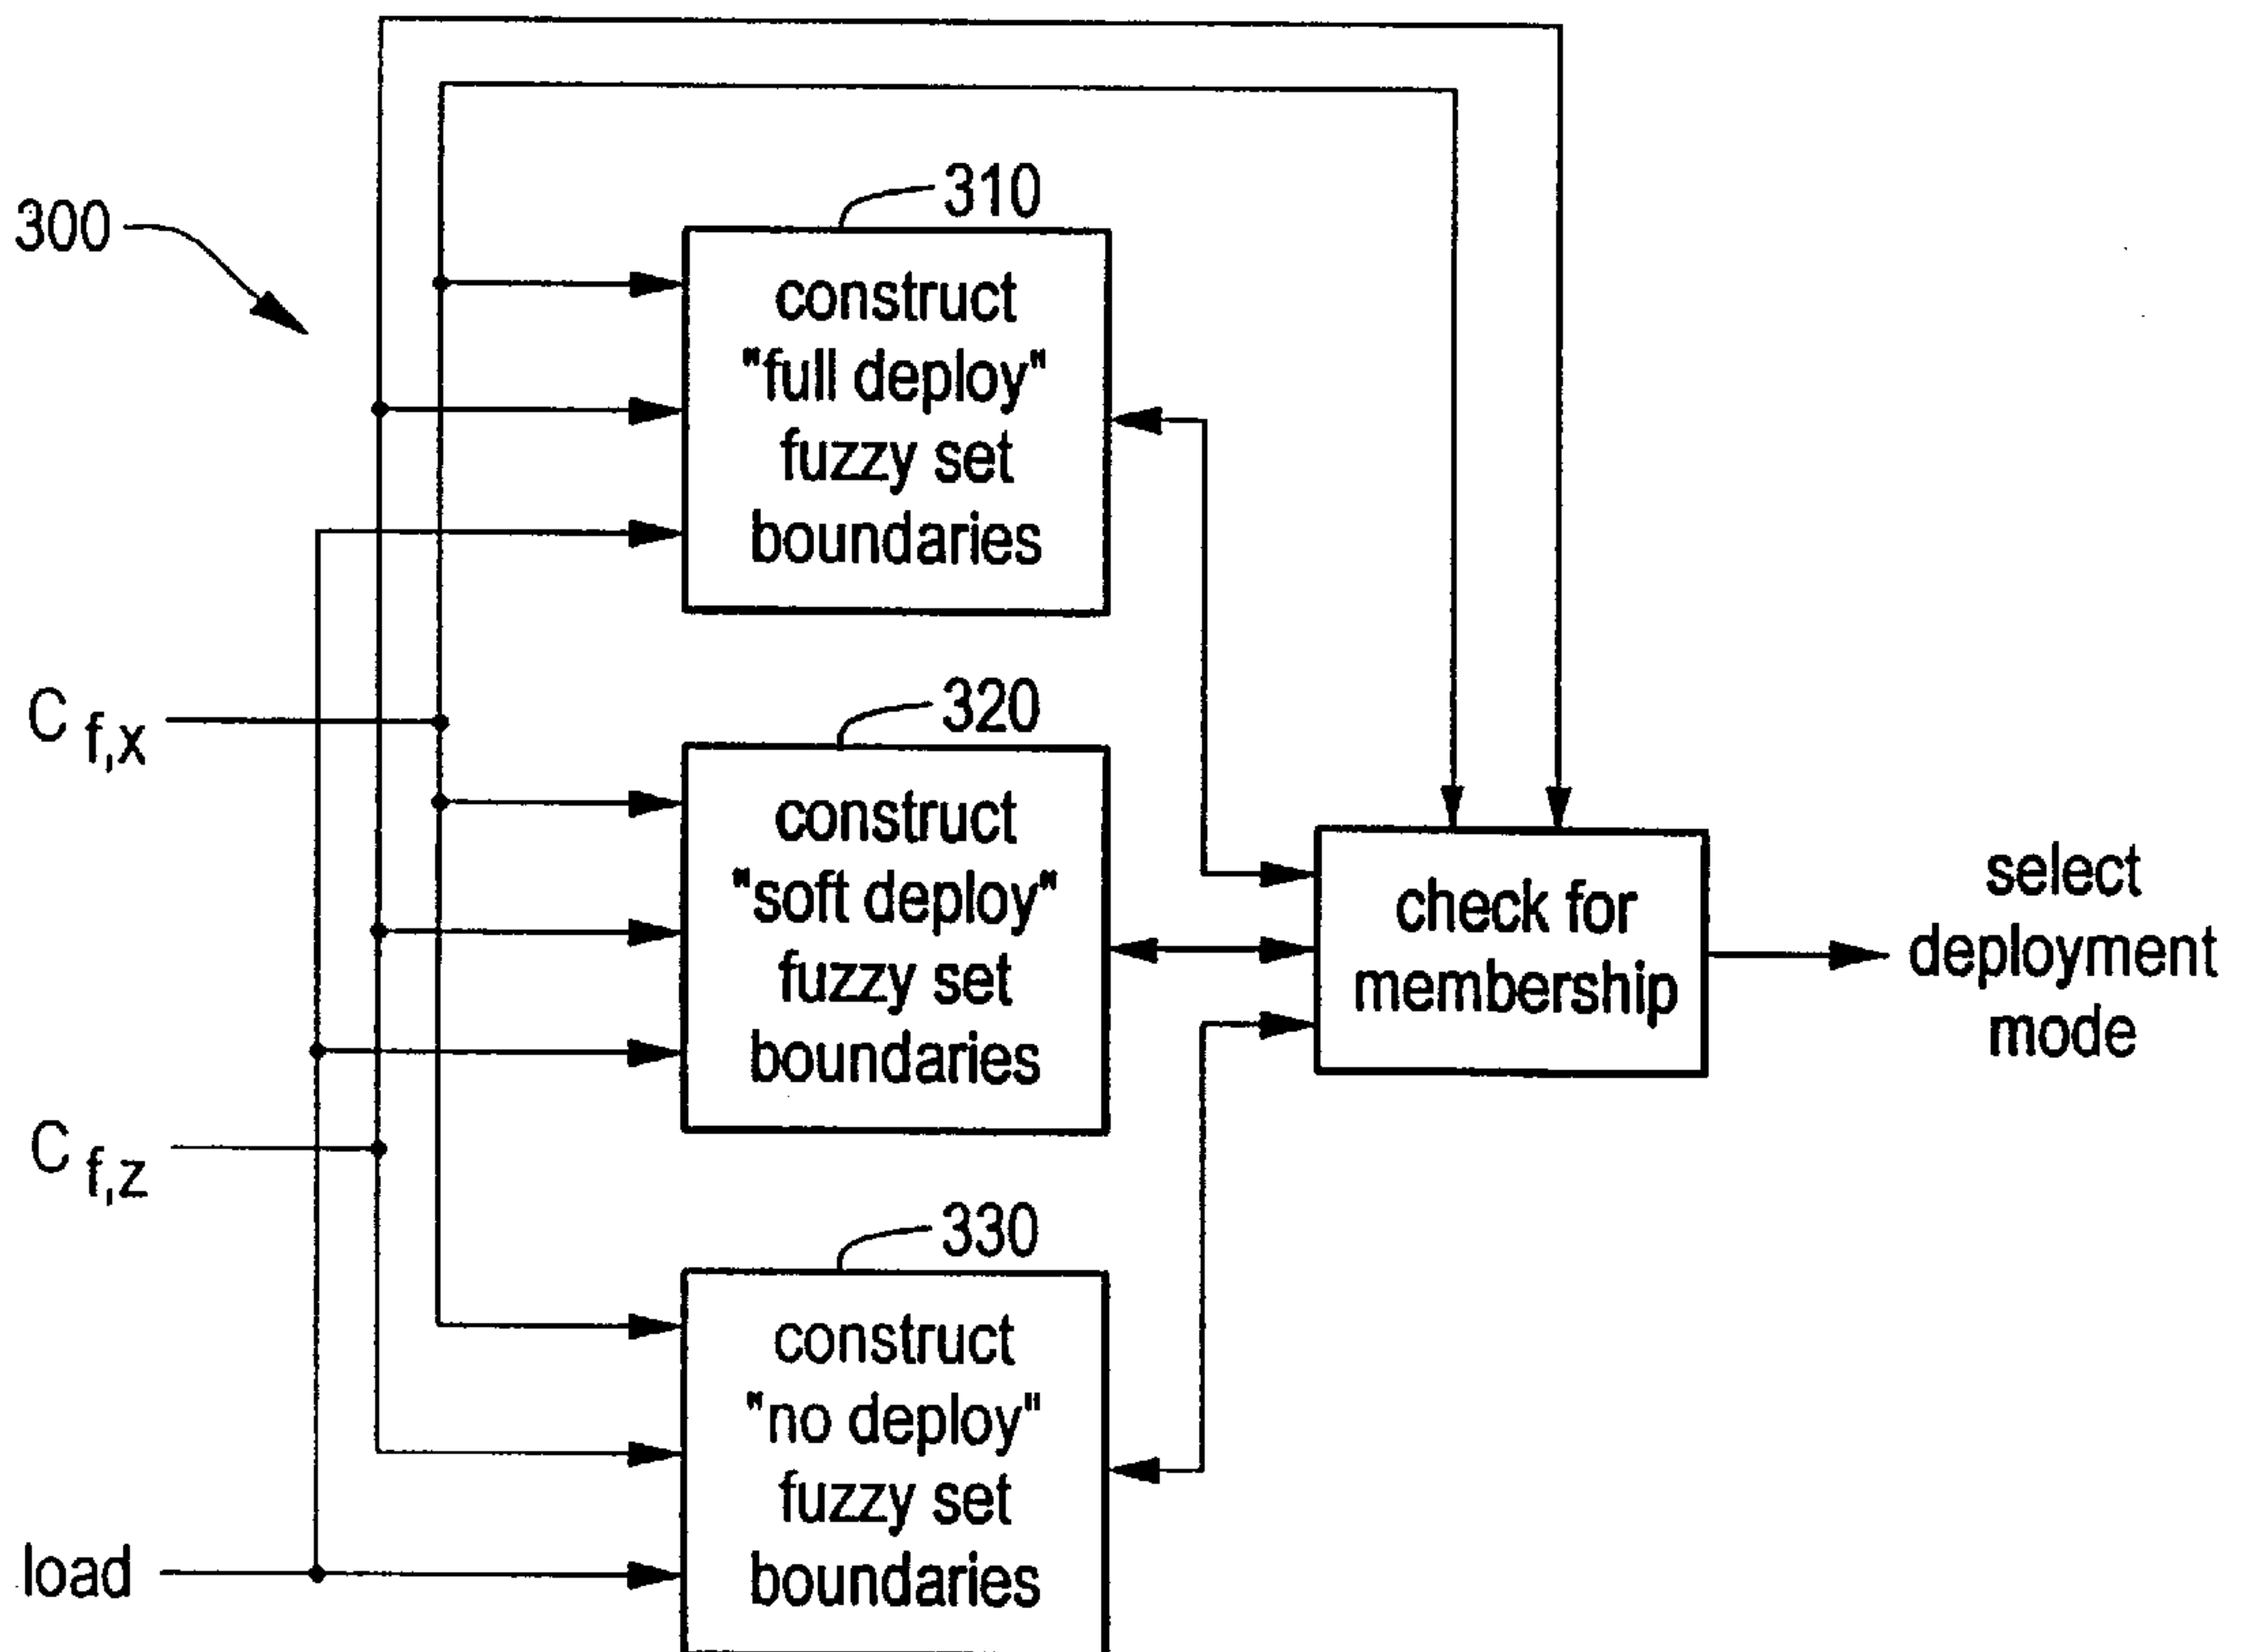 300
310
construct
"full deploy"
fuzzy set
boundaries
C f,x
320
construct
"soft deploy"
fuzzy set
boundaries
check for
membership
select
deployment
mode
C f,z
330
construct
"no deploy"
fuzzy set
boundaries
load